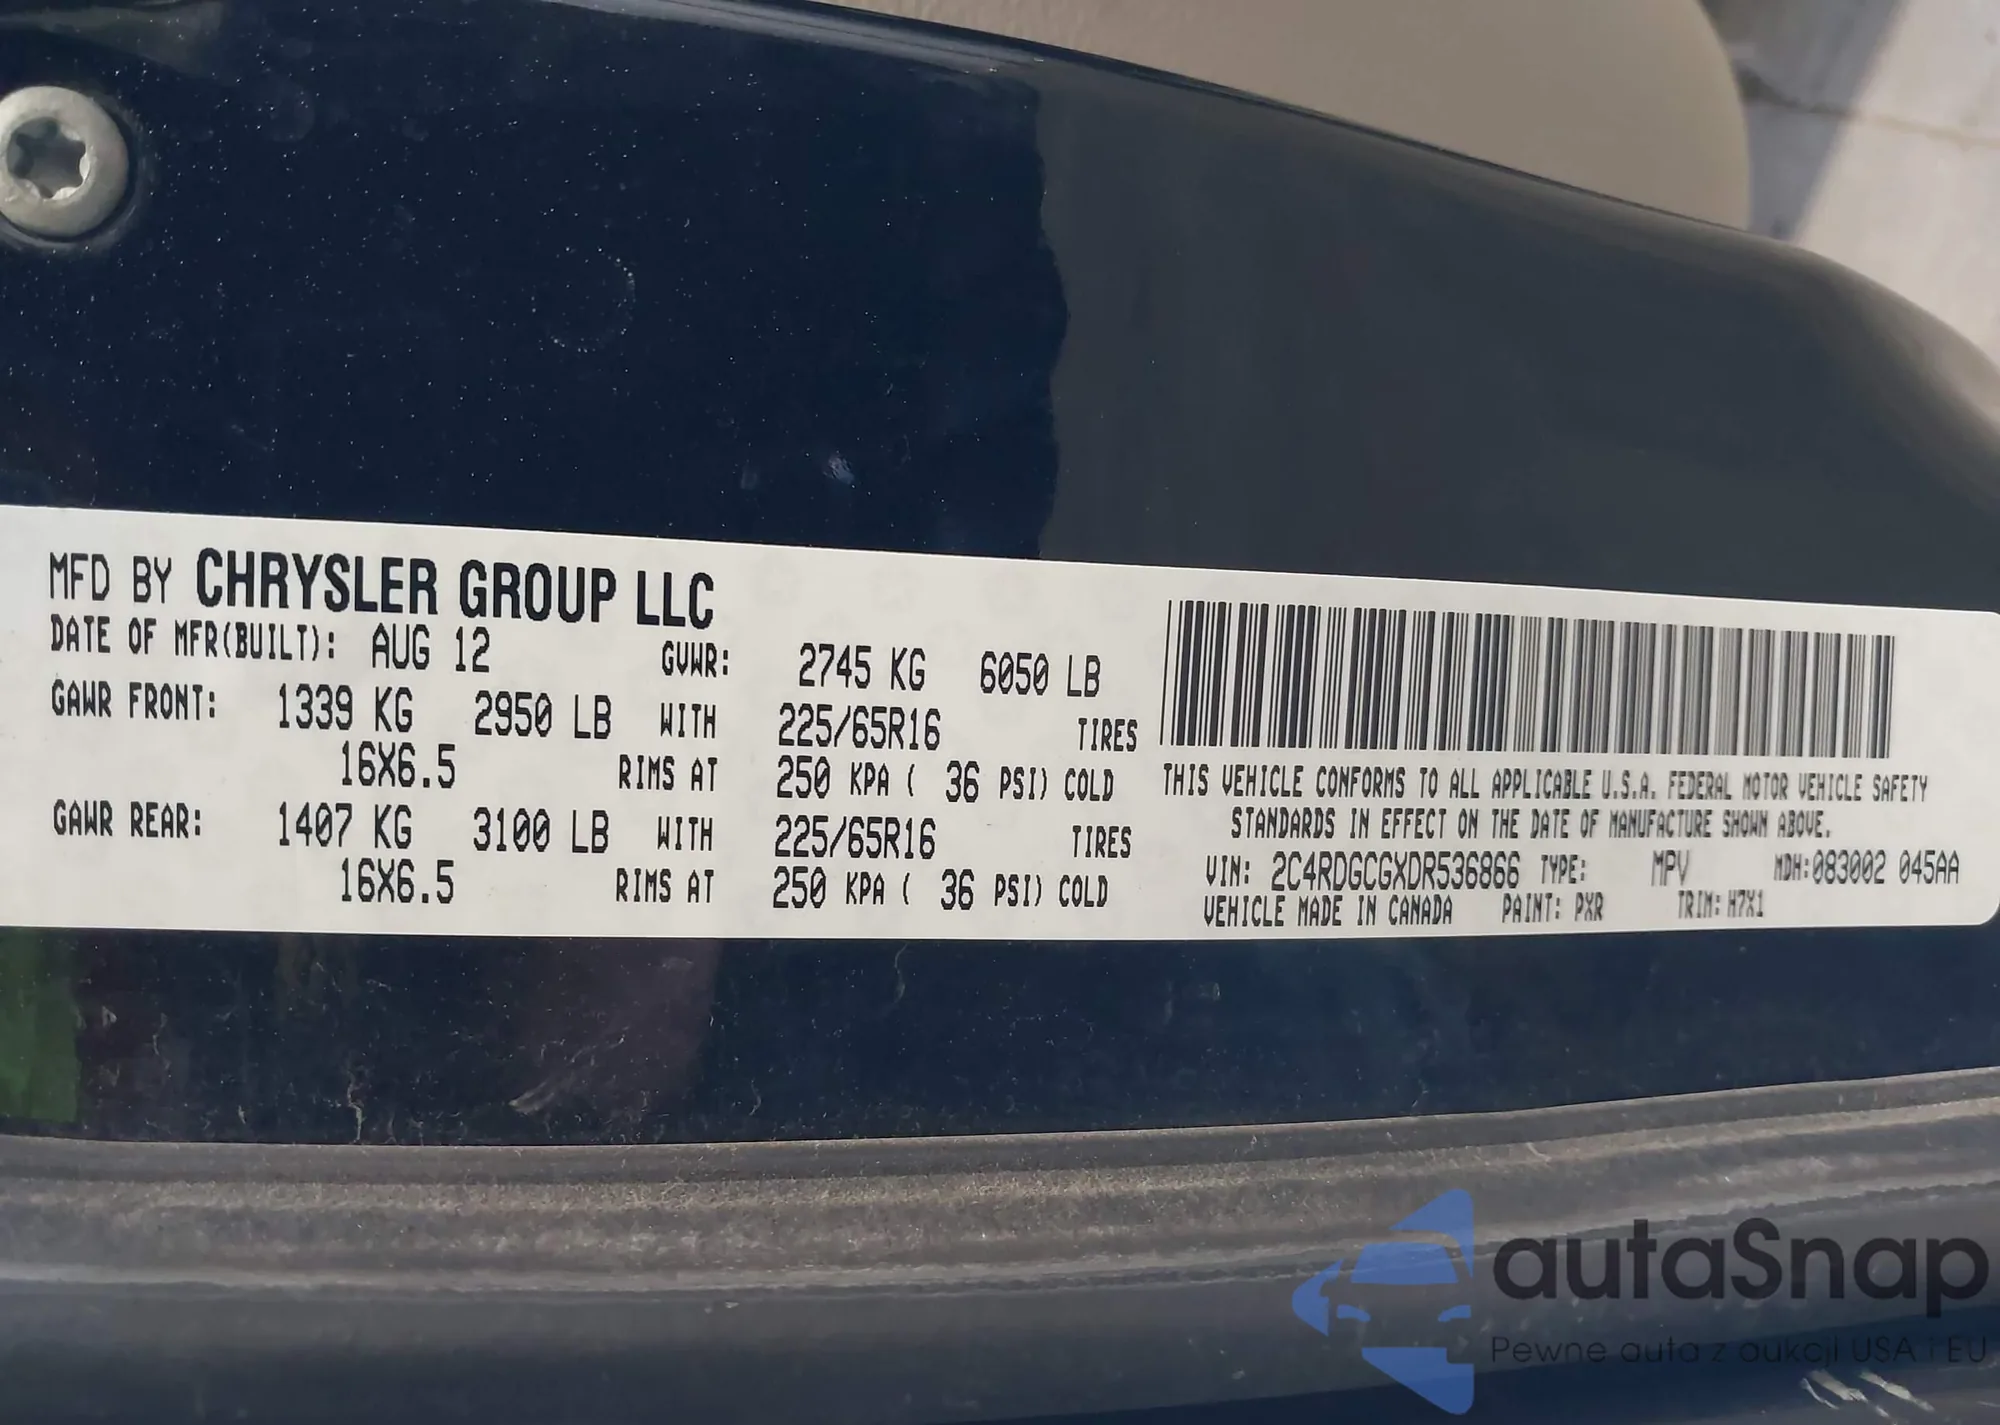 MFD BY CHRYSLER GROUP LLC
DATE OF MFR(BUILT): AUG 12 GVWR: 2745 KG 6050 LB
GAWR FRONT: 1339 KG 2950 LB WITH 225/65R16 TIRES
16X6.5 RIMS AT 250 KPA ( 36 PSI) COLD
GAWR REAR: 1407 KG 3100 LB WITH 225/65R16 TIRES
16X6.5 RIMS AT 250 KPA ( 36 PSI) COLD
THIS VEHICLE CONFORMS TO ALL APPLICABLE U.S.A. FEDERAL MOTOR VEHICLE SAFETY
STANDARDS IN EFFECT ON THE DATE OF MANUFACTURE SHOWN ABOVE.
VIN: 2C4RDGCGXDR536866 TYPE: MPV MDH:083002 045AA
VEHICLE MADE IN CANADA PAINT: PXR TRIM: H7X1
autaSnap
Pewne auta z aukcji USA i EU